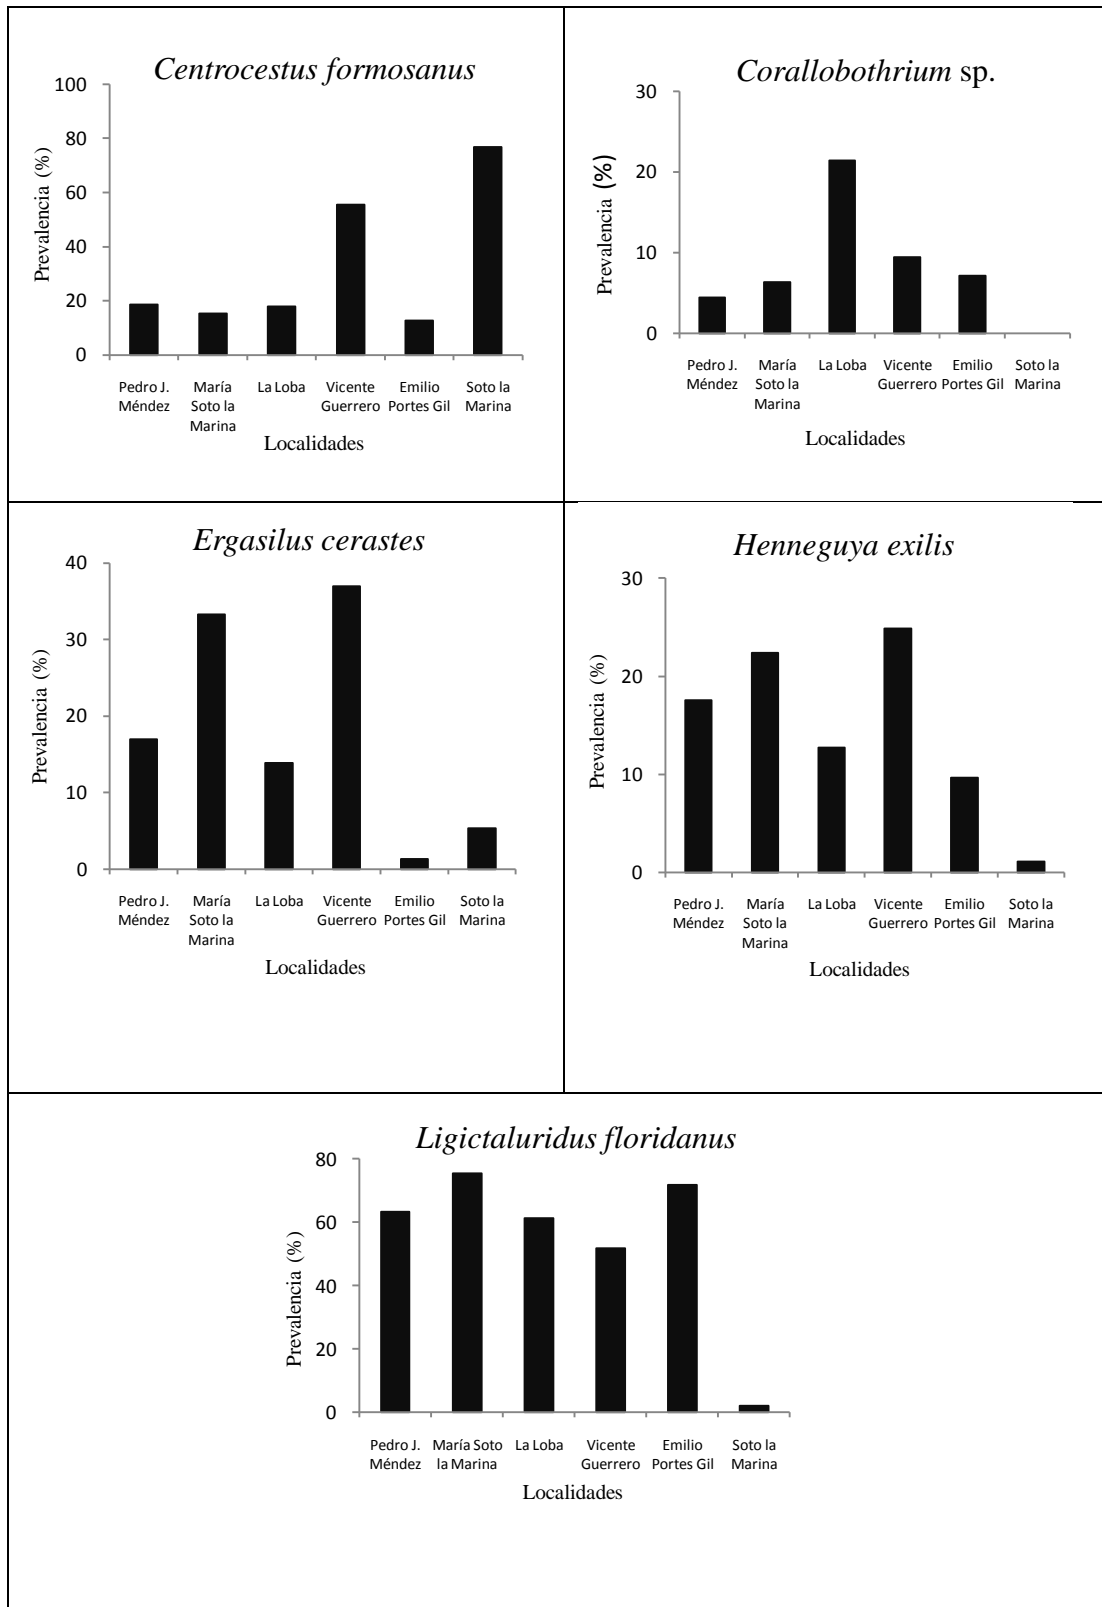 Centrocestus formosanus
Prevalencia (%)
100
80
60
40
20
0
Pedro J. Méndez
María Soto la Marina
La Loba
Vicente Guerrero
Emilio Portes Gil
Soto la Marina
Localidades
Corallobothrium sp.
Prevalencia (%)
30
20
10
0
Pedro J. Méndez
María Soto la Marina
La Loba
Vicente Guerrero
Emilio Portes Gil
Soto la Marina
Localidades
Ergasilus cerastes
Prevalencia (%)
40
30
20
10
0
Pedro J. Méndez
María Soto la Marina
La Loba
Vicente Guerrero
Emilio Portes Gil
Soto la Marina
Localidades
Henneguya exilis
Prevalencia (%)
30
20
10
0
Pedro J. Méndez
María Soto la Marina
La Loba
Vicente Guerrero
Emilio Portes Gil
Soto la Marina
Localidades
Ligictaluridus floridanus
Prevalencia (%)
80
60
40
20
0
Pedro J. Méndez
María Soto la Marina
La Loba
Vicente Guerrero
Emilio Portes Gil
Soto la Marina
Localidades